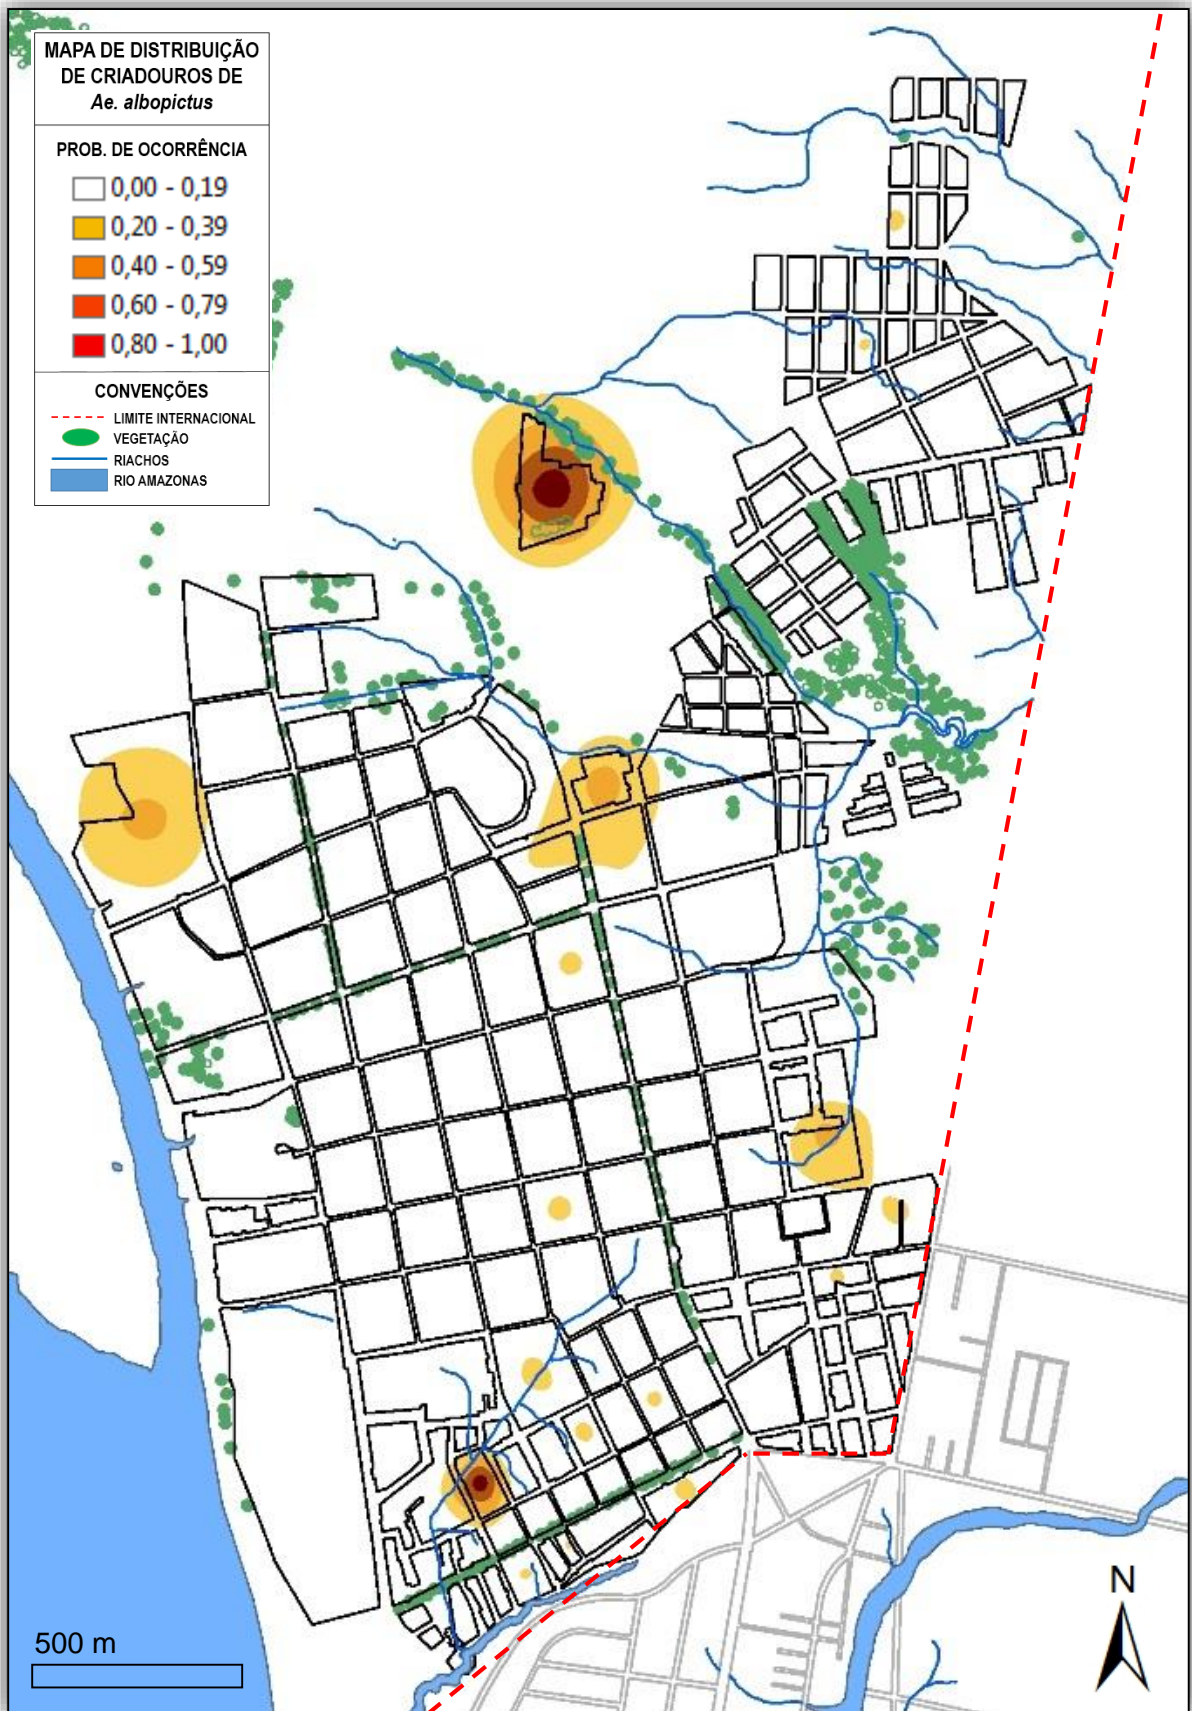 MAPA DE DISTRIBUIÇÃO
DE CRIADOUROS DE
Ae. albopictus
PROB. DE OCORRÊNCIA
0,00 - 0,19
0,20 - 0,39
0,40 - 0,59
0,60 - 0,79
0,80 - 1,00
CONVENÇÕES
LIMITE INTERNACIONAL
VEGETAÇÃO
RIACHOS
RIO AMAZONAS
N
500 m